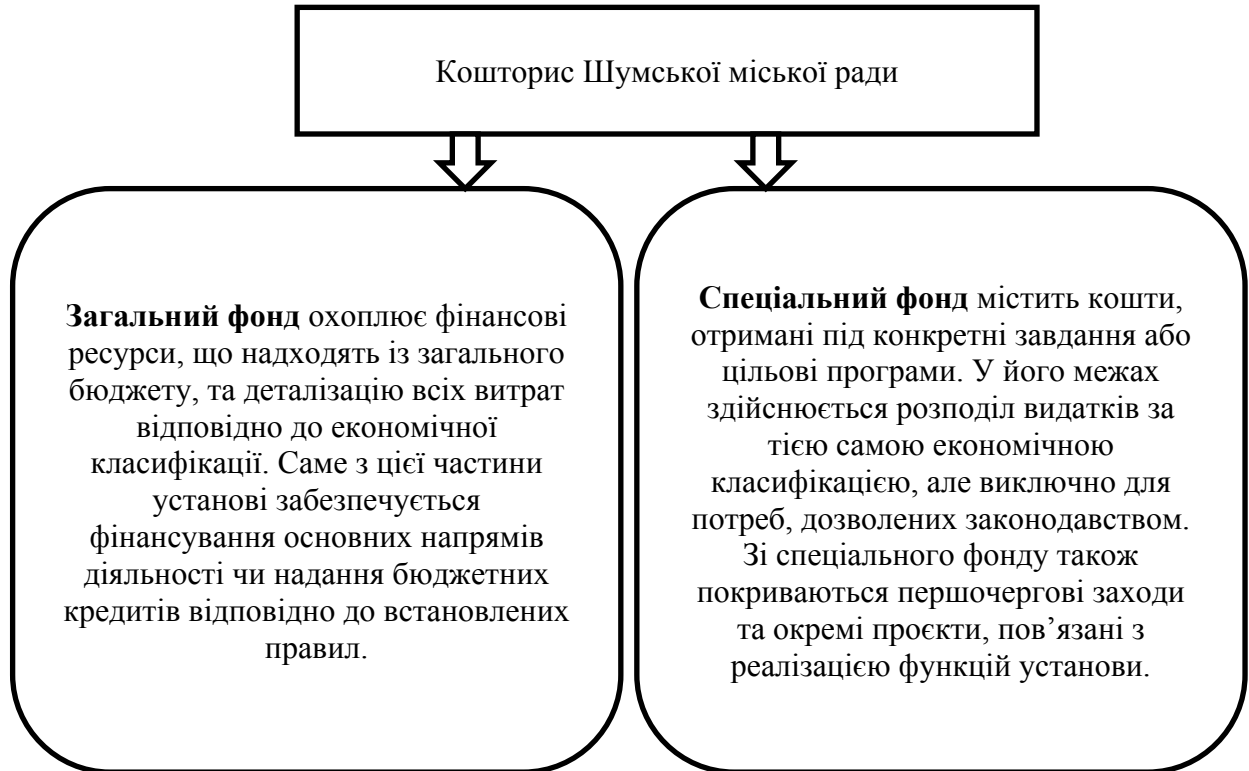 Кошторис Шумської міської ради
Загальний фонд охоплює фінансові
ресурси, що надходять із загального
бюджету, та деталізацію всіх витрат
відповідно до економічної
класифікації. Саме з цієї частини
установі забезпечується
фінансування основних напрямів
діяльності чи надання бюджетних
кредитів відповідно до встановлених
правил.
Спеціальний фонд містить кошти,
отримані під конкретні завдання або
цільові програми. У його межах
здійснюється розподіл видатків за
тією самою економічною
класифікацією, але виключно для
потреб, дозволених законодавством.
Зі спеціального фонду також
покриваються першочергові заходи
та окремі проєкти, пов’язані з
реалізацією функцій установи.